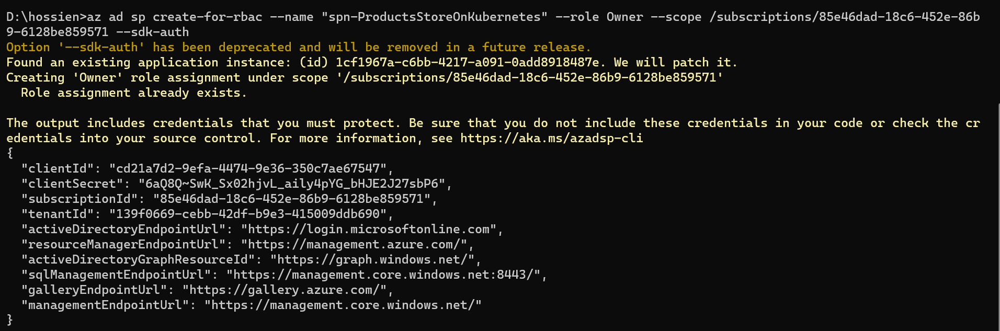 D:\hossien>az ad sp create-for-rbac --name "spn-ProductsStoreOnKubernetes" --role Owner --scope /subscriptions/85e46dad-18c6-452e-86b
9-6128be859571 --sdk-auth
Option '--sdk-auth' has been deprecated and will be removed in a future release.
Found an existing application instance: (id) 1cf1967a-c6bb-4217-a091-0add8918487e. We will patch it.
Creating 'Owner' role assignment under scope '/subscriptions/85e46dad-18c6-452e-86b9-6128be859571'
  Role assignment already exists.

The output includes credentials that you must protect. Be sure that you do not include these credentials in your code or check the cr
edentials into your source control. For more information, see https://aka.ms/azadsp-cli
{
  "clientId": "cd21a7d2-9efa-4474-9e36-350c7ae67547",
  "clientSecret": "6aQ8Q~SwK_Sx02hjvL_aily4pYG_bHJE2J27sbP6",
  "subscriptionId": "85e46dad-18c6-452e-86b9-6128be859571",
  "tenantId": "139f0669-cebb-42df-b9e3-415009ddb690",
  "activeDirectoryEndpointUrl": "https://login.microsoftonline.com",
  "resourceManagerEndpointUrl": "https://management.azure.com/",
  "activeDirectoryGraphResourceId": "https://graph.windows.net/",
  "sqlManagementEndpointUrl": "https://management.core.windows.net:8443/",
  "galleryEndpointUrl": "https://gallery.azure.com/",
  "managementEndpointUrl": "https://management.core.windows.net/"
}